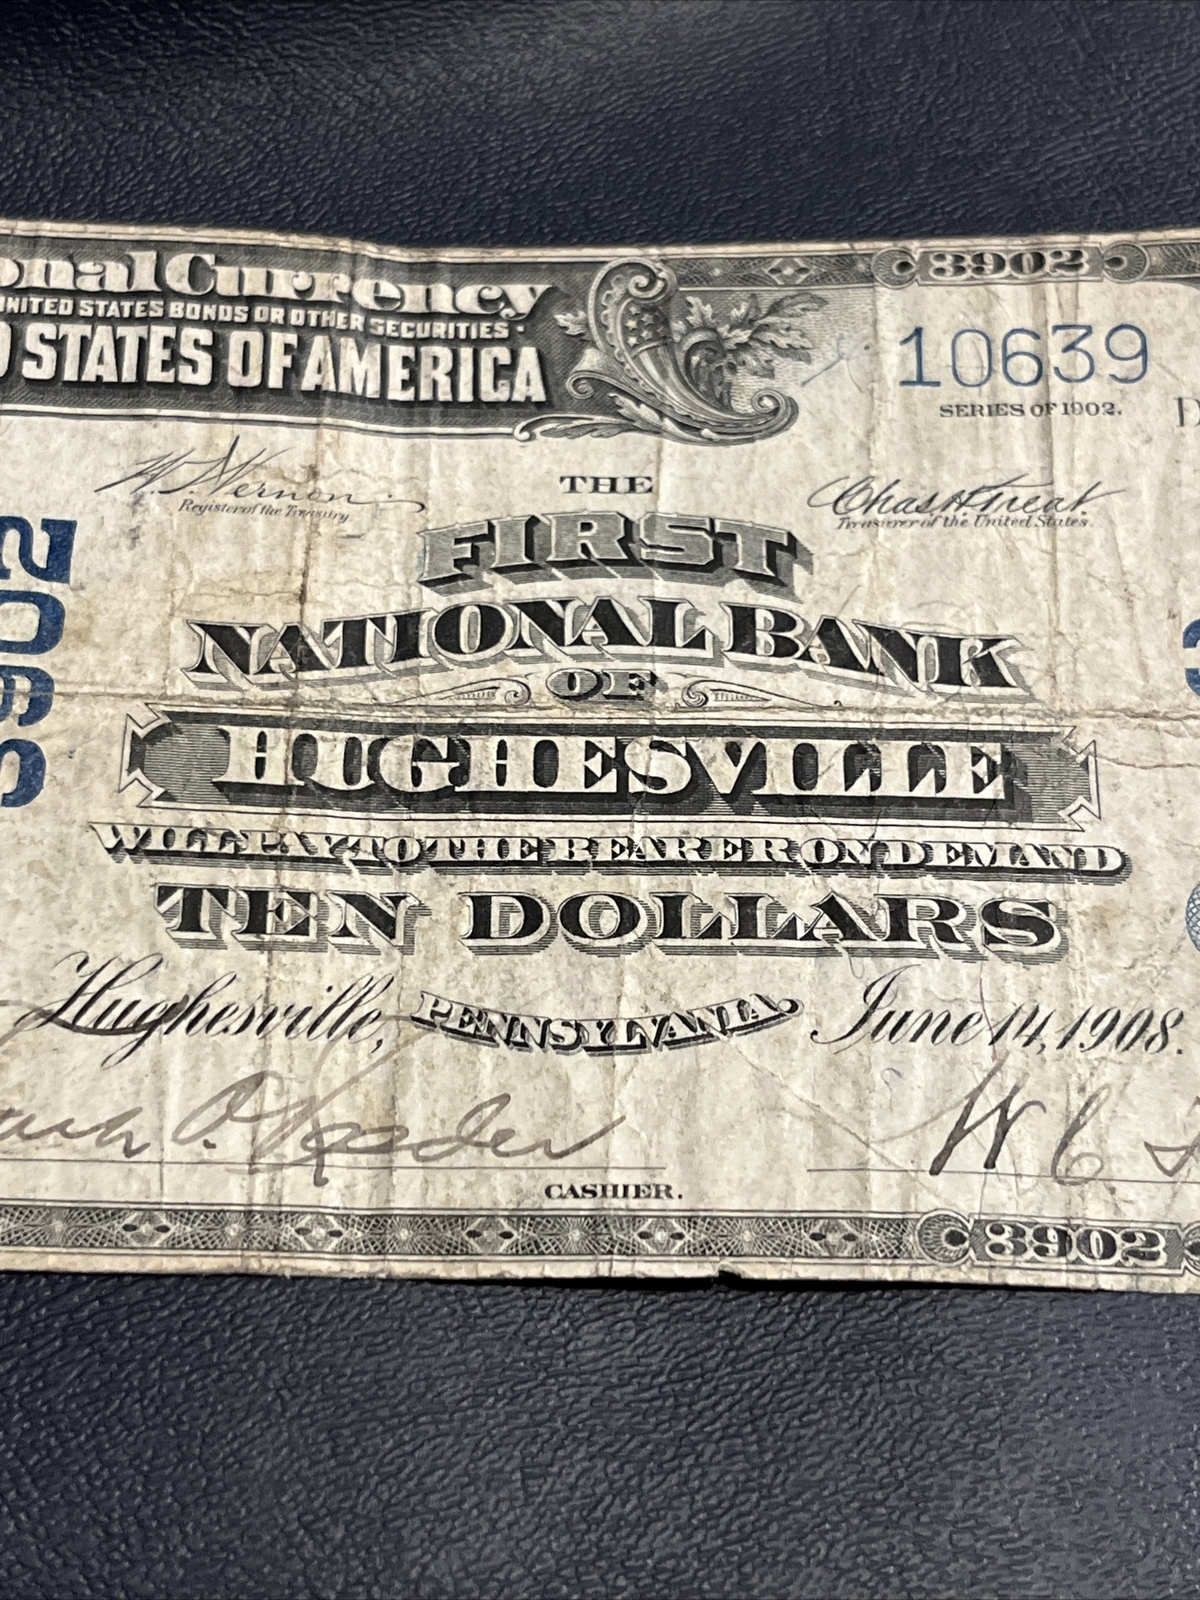 onal Currency
UNITED STATES BONDS OR OTHER SECURITIES
STATES OF AMERICA
3902
10639
SERIES OF 1902.
W. T. Vernon
Register of the Treasury
Chas. H. Treat.
Treasurer of the United States.
THE
FIRST
NATIONAL BANK
OF
HUGHESVILLE
WILL PAY TO THE BEARER ON DEMAND
TEN DOLLARS
Hughesville, PENNSYLVANIA. June 14, 1908.
3902
W C
CASHIER.
3902